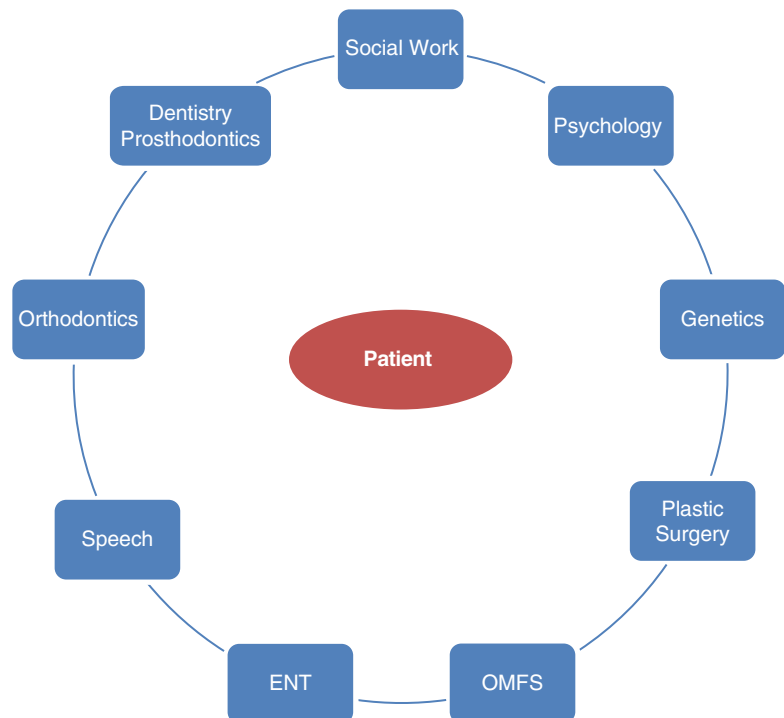 Social Work
Psychology
Genetics
Plastic
Surgery
OMFS
ENT
Speech
Orthodontics
Dentistry
Prosthodontics
Patient